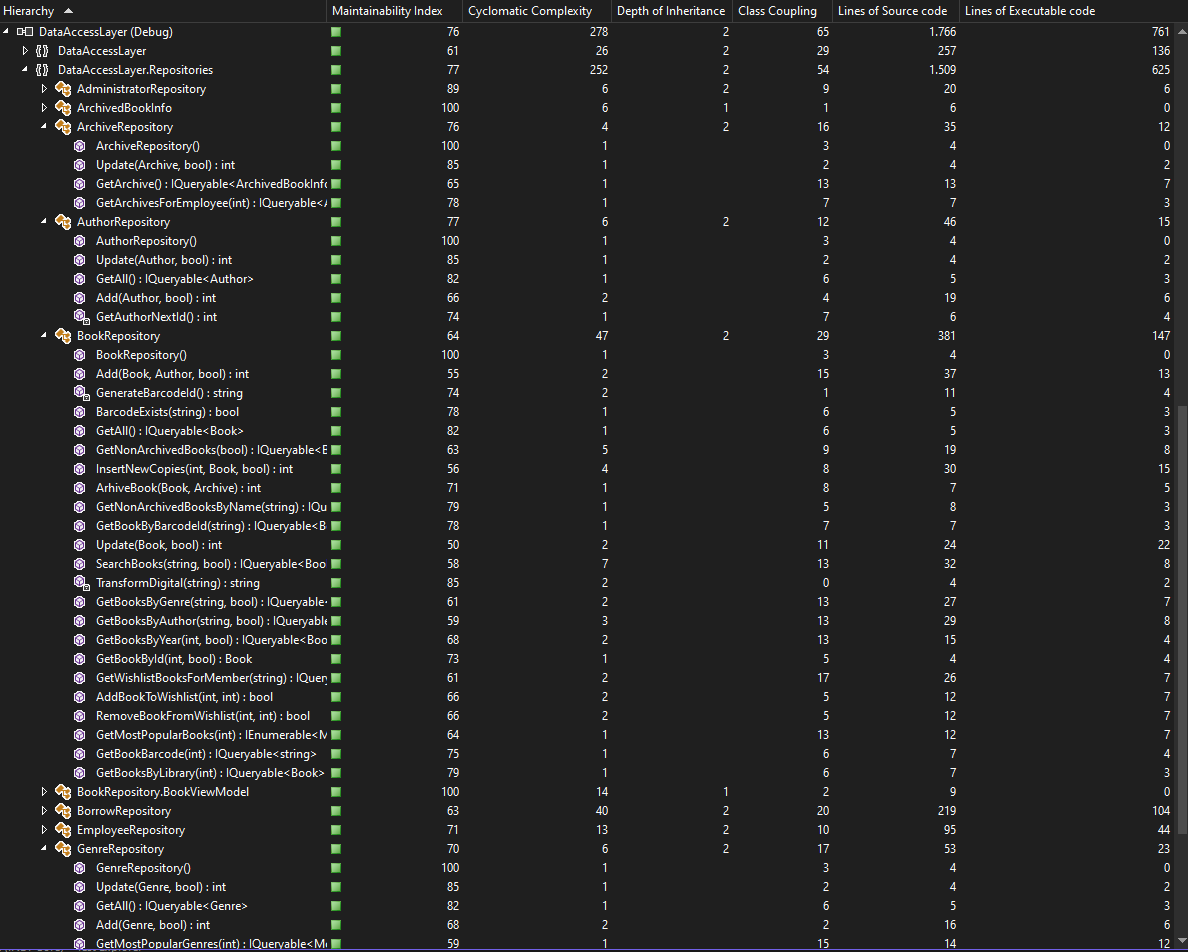 Hierarchy Maintainability Index Cyclomatic Complexity Depth of Inheritance Class Coupling Lines of Source code Lines of Executable code
DataAccessLayer (Debug) 76 278 2 65 1.766 761
DataAccessLayer 61 26 2 29 257 136
DataAccessLayer.Repositories 77 252 2 54 1.509 625
AdministratorRepository 89 6 2 9 20 6
ArchivedBookInfo 100 6 1 1 6 0
ArchiveRepository 76 4 2 16 35 12
ArchiveRepository() 100 1 3 4 0
Update(Archive, bool) : int 85 1 2 4 2
GetArchive() : IQueryable<ArchivedBookInfo 65 1 13 13 7
GetArchivesForEmployee(int) : IQueryable<A 78 1 7 7 3
AuthorRepository 77 6 2 12 46 15
AuthorRepository() 100 1 3 4 0
Update(Author, bool) : int 85 1 2 4 2
GetAll() : IQueryable<Author> 82 1 6 5 3
Add(Author, bool) : int 66 2 4 19 6
GetAuthorNextId() : int 74 1 7 6 4
BookRepository 64 47 2 29 381 147
BookRepository() 100 1 3 4 0
Add(Book, Author, bool) : int 55 2 15 37 13
GenerateBarcodeId() : string 74 2 1 11 4
BarcodeExists(string) : bool 78 1 6 5 3
GetAll() : IQueryable<Book> 82 1 6 5 3
GetNonArchivedBooks(bool) : IQueryable<B 63 5 9 19 8
InsertNewCopies(int, Book, bool) : int 56 4 8 30 15
ArhiveBook(Book, Archive) : int 71 1 8 7 5
GetNonArchivedBooksByName(string) : IQu 79 1 5 8 3
GetBookByBarcodeId(string) : IQueryable<B 78 1 7 7 3
Update(Book, bool) : int 50 2 11 24 22
SearchBooks(string, bool) : IQueryable<Boo 58 7 13 32 8
TransformDigital(string) : string 85 2 0 4 2
GetBooksByGenre(string, bool) : IQueryable< 61 2 13 27 7
GetBooksByAuthor(string, bool) : IQueryable 59 3 13 29 8
GetBooksByYear(int, bool) : IQueryable<Boo 68 2 13 15 4
GetBookById(int, bool) : Book 73 1 5 4 4
GetWishlistBooksForMember(string) : IQuery 61 2 17 26 7
AddBookToWishlist(int, int) : bool 66 2 5 12 7
RemoveBookFromWishlist(int, int) : bool 66 2 5 12 7
GetMostPopularBooks(int) : IEnumerable<M 64 1 13 12 7
GetBookBarcode(int) : IQueryable<string> 75 1 6 7 4
GetBooksByLibrary(int) : IQueryable<Book> 79 1 6 7 3
BookRepository.BookViewModel 100 14 1 2 9 0
BorrowRepository 63 40 2 20 219 104
EmployeeRepository 71 13 2 10 95 44
GenreRepository 70 6 2 17 53 23
GenreRepository() 100 1 3 4 0
Update(Genre, bool) : int 85 1 2 4 2
GetAll() : IQueryable<Genre> 82 1 6 5 3
Add(Genre, bool) : int 68 2 2 16 6
GetMostPopularGenres(int) : IQueryable<M 59 1 15 14 12